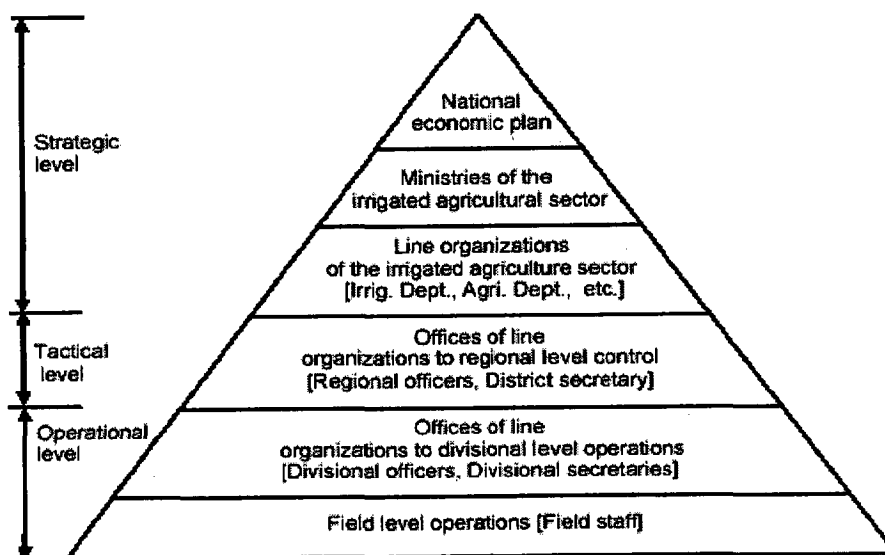 National
economic plan
Strategic
level
Ministries of the
irrigated agricultural sector
Line organizations
of the irrigated agriculture sector
[Irrig. Dept., Agri. Dept., etc.]
Tactical
level
Offices of line
organizations to regional level control
[Regional officers, District secretary]
Operational
level
Offices of line
organizations to divisional level operations
[Divisional officers, Divisional secretaries]
Field level operations [Field staff]